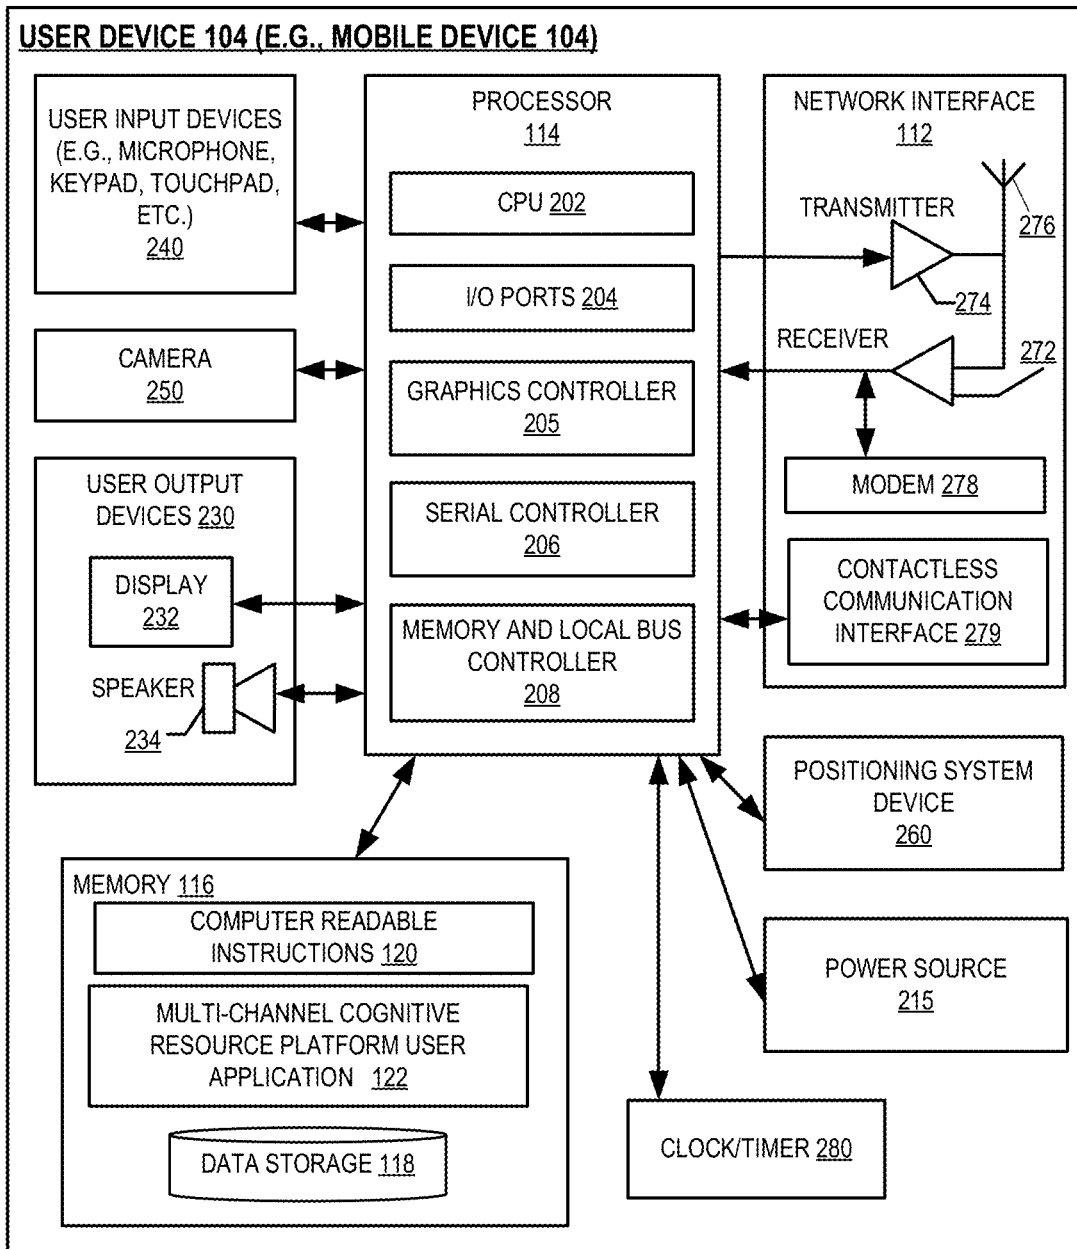 USER DEVICE 104 (E.G., MOBILE DEVICE 104)
USER INPUT DEVICES
(E.G., MICROPHONE,
KEYPAD, TOUCHPAD,
ETC.)
240
CAMERA
250
USER OUTPUT
DEVICES 230
DISPLAY
232
SPEAKER
234
PROCESSOR
114
CPU 202
I/O PORTS 204
GRAPHICS CONTROLLER
205
SERIAL CONTROLLER
206
MEMORY AND LOCAL BUS
CONTROLLER
208
NETWORK INTERFACE
112
TRANSMITTER
276
274
RECEIVER
272
MODEM 278
CONTACTLESS
COMMUNICATION
INTERFACE 279
POSITIONING SYSTEM
DEVICE
260
POWER SOURCE
215
CLOCK/TIMER 280
MEMORY 116
COMPUTER READABLE
INSTRUCTIONS 120
MULTI-CHANNEL COGNITIVE
RESOURCE PLATFORM USER
APPLICATION 122
DATA STORAGE 118